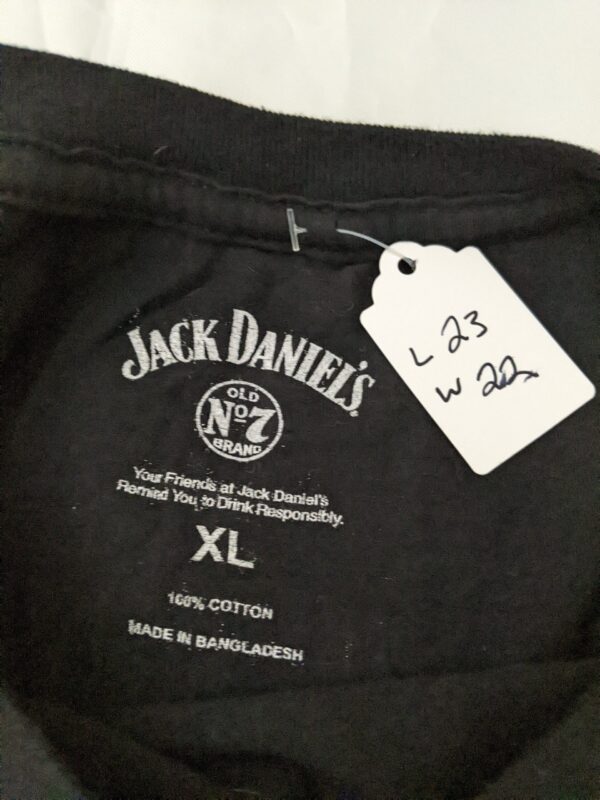 JACK DANIEL'S
OLD
Nº7
BRAND
Your Friends at Jack Daniel's
Remind You to Drink Responsibly.
XL
100% COTTON
MADE IN BANGLADESH
L 23
W 22